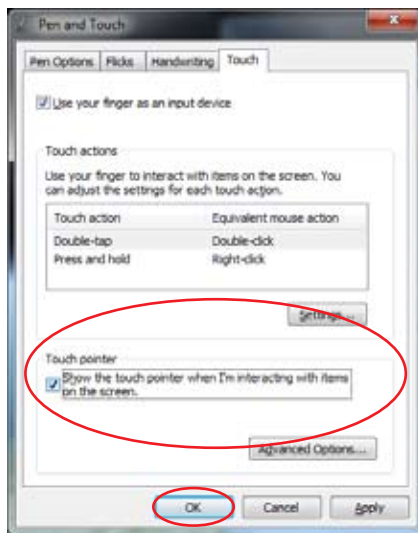 Pen and Touch
Pen Options Flicks Handwriting Touch
Use your finger as an input device
Touch actions
Use your finger to interact with items on the screen. You
can adjust the settings for each touch action.
Touch action Equivalent mouse action
Double-tap Double-click
Press and hold Right-click
Settings...
Touch pointer
Show the touch pointer when I'm interacting with items
on the screen.
Advanced Options...
OK Cancel Apply